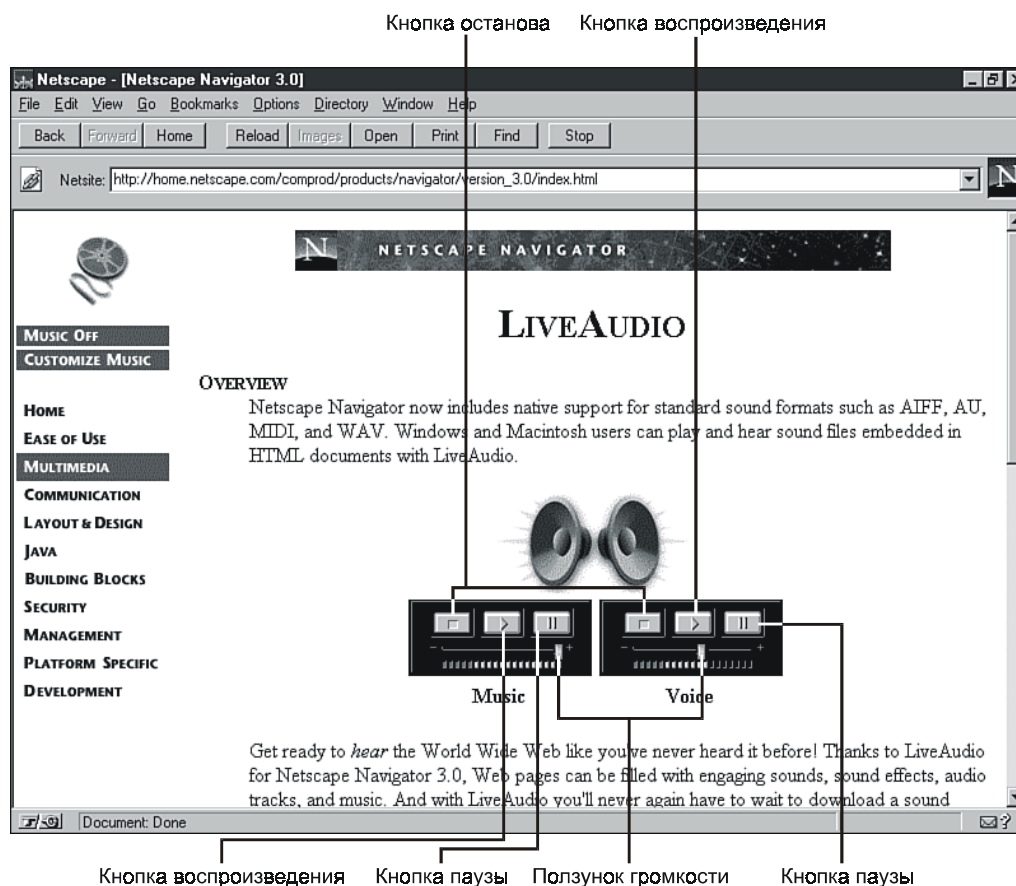 Кнопка останова Кнопка воспроизведения
Netscape - [Netscape Navigator 3.0]
File Edit View Go Bookmarks Options Directory Window Help
Back Forward Home Reload Images Open Print Find Stop
Netsite: http://home.netscape.com/comprod/products/navigator/version_3.0/index.html
N
N NETSCAPE NAVIGATOR
LIVEAUDIO
MUSIC OFF
CUSTOMIZE MUSIC
HOME
EASE OF USE
MULTIMEDIA
COMMUNICATION
LAYOUT & DESIGN
JAVA
BUILDING BLOCKS
SECURITY
MANAGEMENT
PLATFORM SPECIFIC
DEVELOPMENT
OVERVIEW
Netscape Navigator now includes native support for standard sound formats such as AIFF, AU,
MIDI, and WAV. Windows and Macintosh users can play and hear sound files embedded in
HTML documents with LiveAudio.
- + - +
Music Voice
Get ready to hear the World Wide Web like you've never heard it before! Thanks to LiveAudio
for Netscape Navigator 3.0, Web pages can be filled with engaging sounds, sound effects, audio
tracks, and music. And with LiveAudio you'll never again have to wait to download a sound
Document: Done
Кнопка воспроизведения Кнопка паузы Ползунок громкости Кнопка паузы